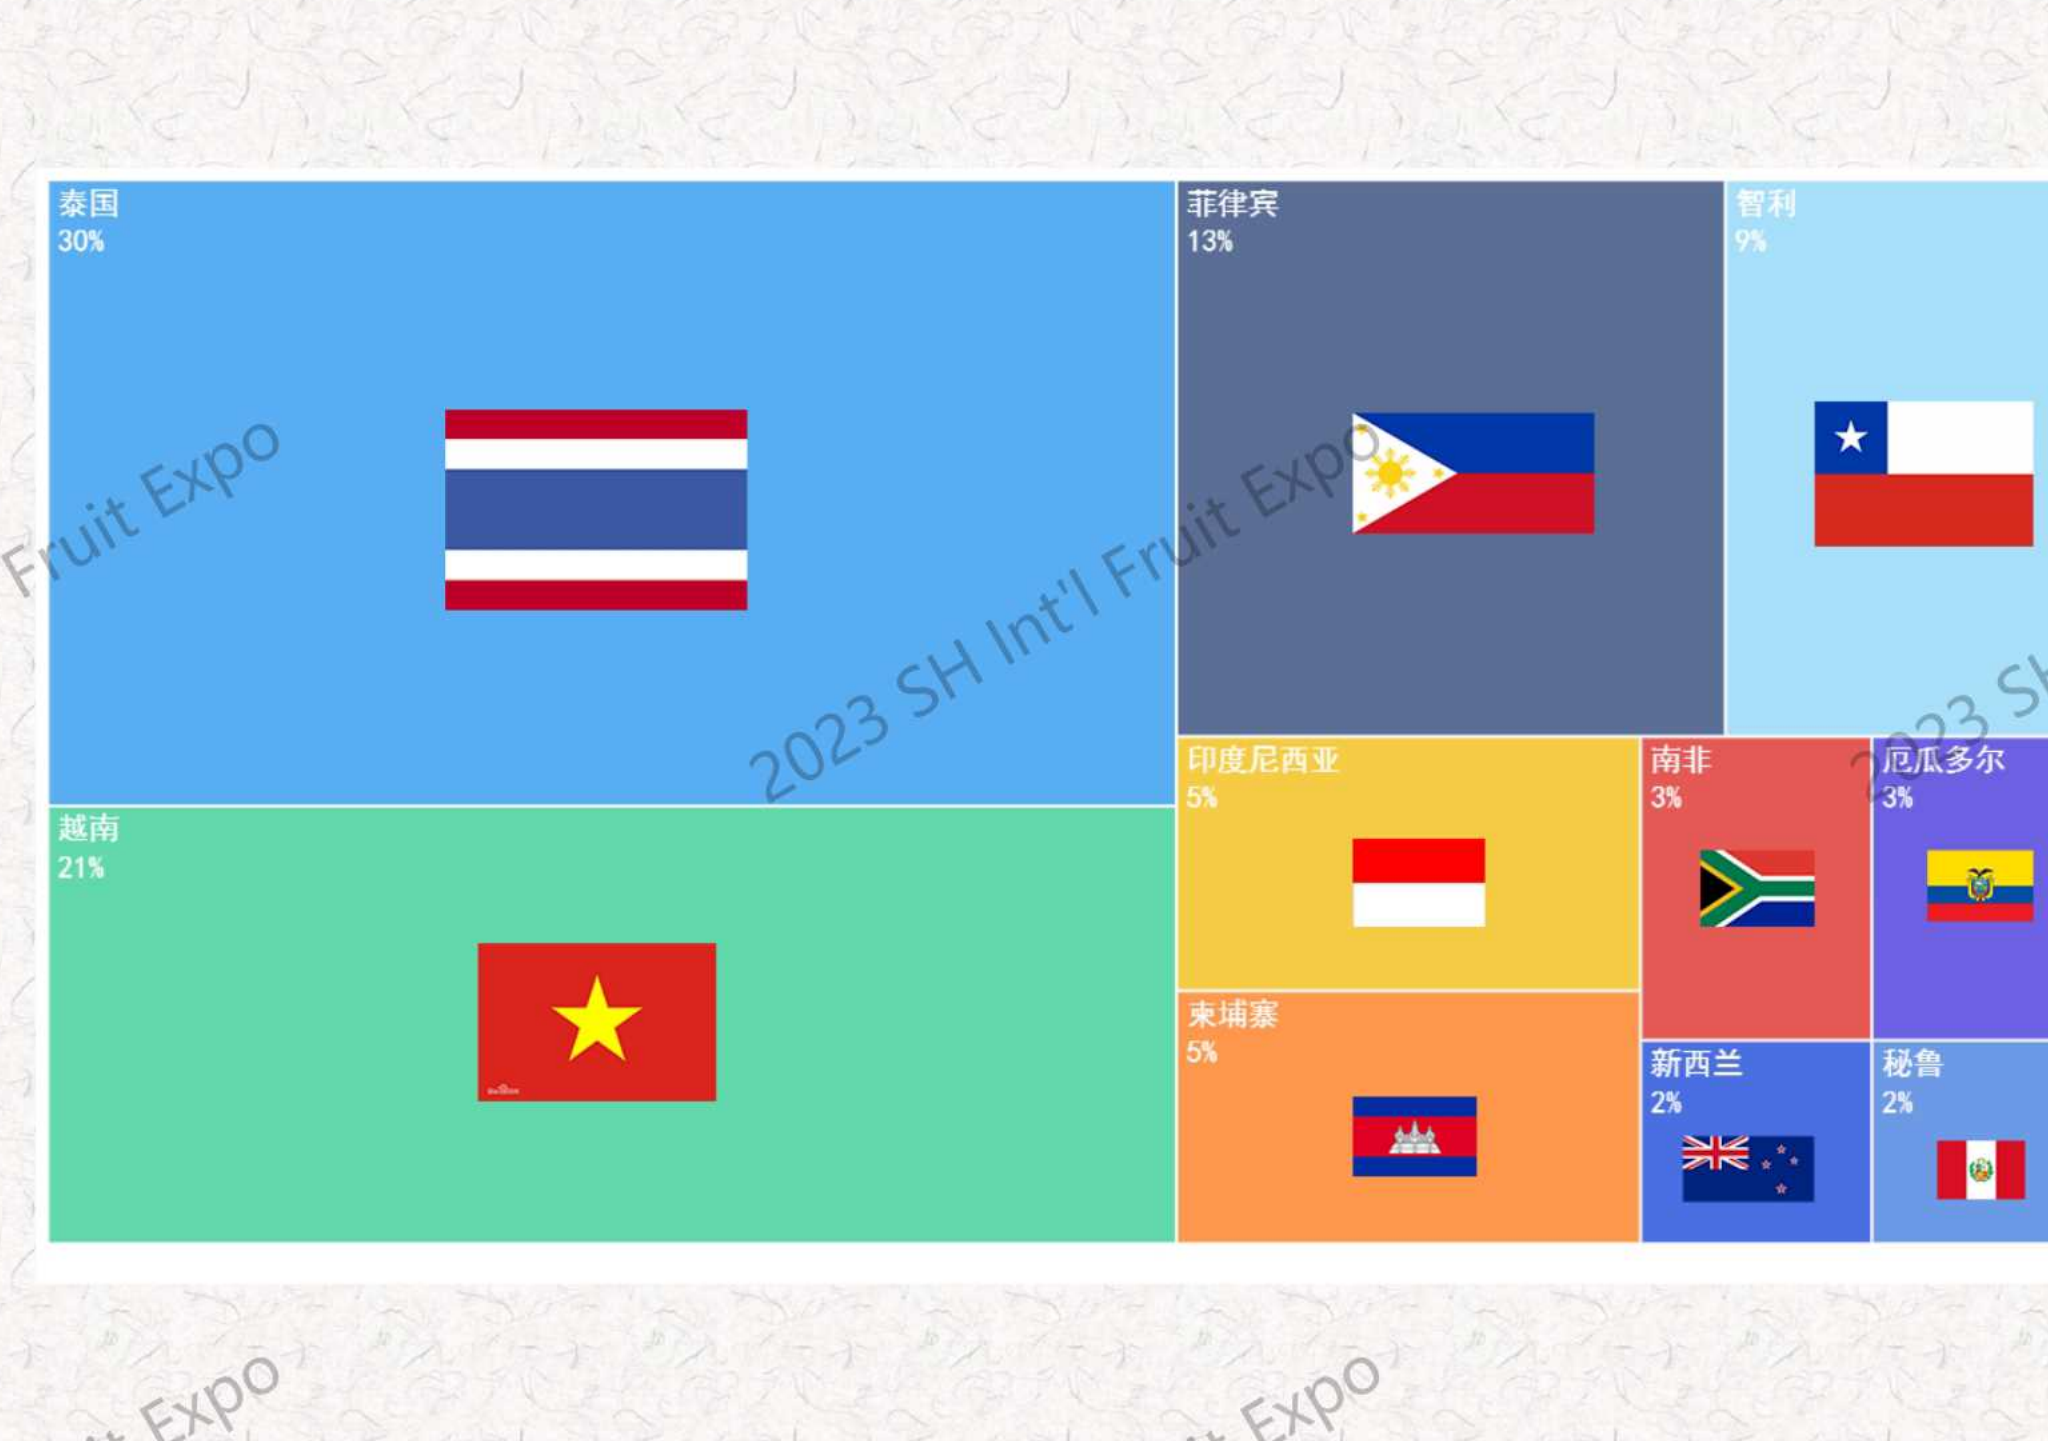 泰国
30%
菲律宾
13%
智利
9%
Fruit Expo
2023 SH Int'l Fruit Expo
2023 SH
越南
21%
印度尼西亚
5%
南非
3%
厄瓜多尔
3%
柬埔寨
5%
新西兰
2%
秘鲁
2%
Expo
Expo